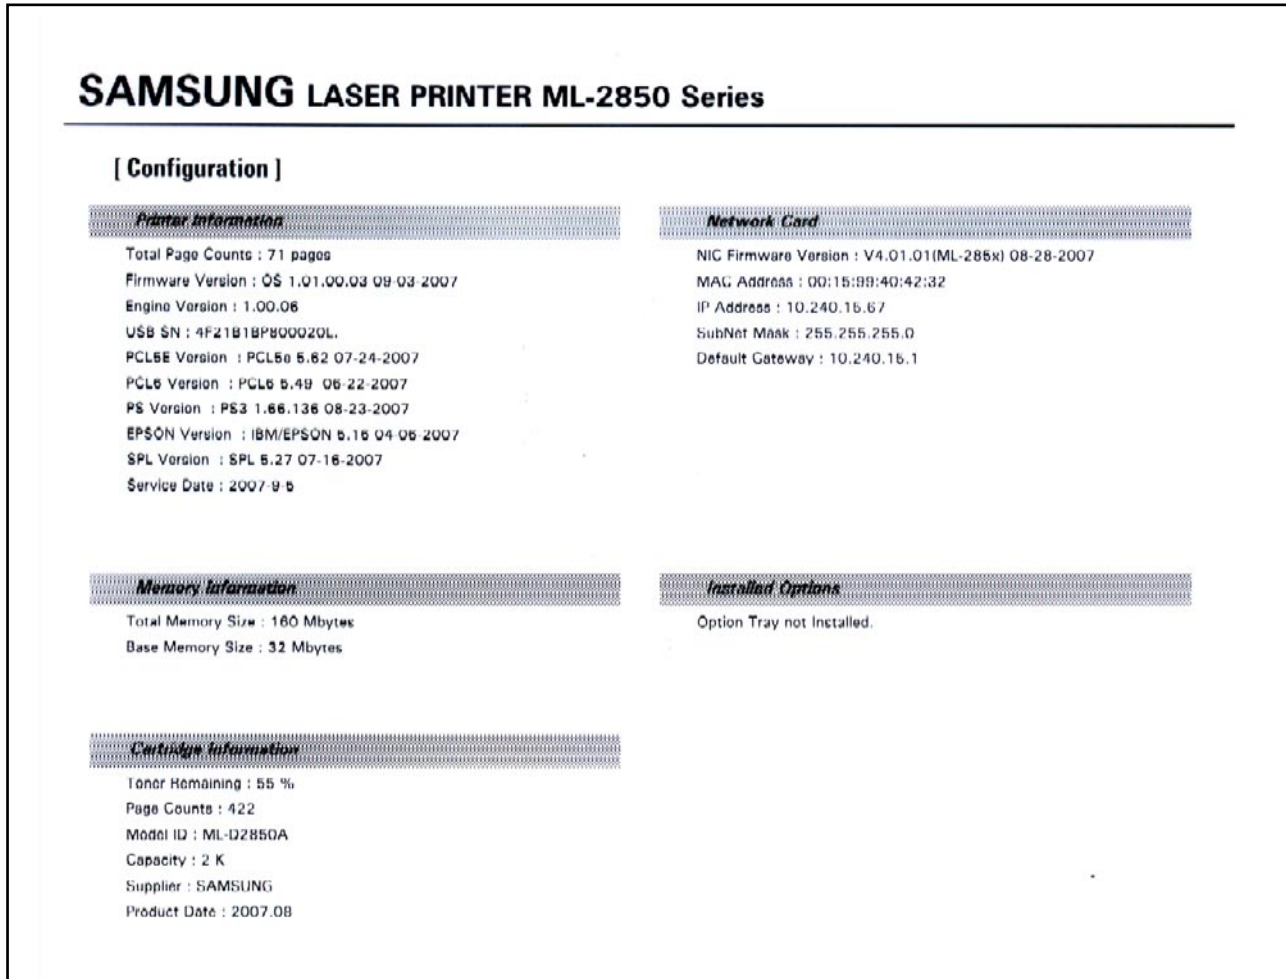 SAMSUNG LASER PRINTER ML-2850 Series
[ Configuration ]
Printer Information
Total Page Counts : 71 pages
Firmware Version : OS 1.01.00.03 09-03-2007
Engine Version : 1.00.06
USB SN : 4F21B1BP800020L.
PCL5E Version : PCL5e 5.62 07-24-2007
PCL6 Version : PCL6 5.49 06-22-2007
PS Version : PS3 1.66.136 08-23-2007
EPSON Version : IBM/EPSON 5.16 04-06-2007
SPL Version : SPL 5.27 07-16-2007
Service Date : 2007-9-5
Network Card
NIC Firmware Version : V4.01.01(ML-285x) 08-28-2007
MAC Address : 00:15:99:40:42:32
IP Address : 10.240.15.67
SubNet Mask : 255.255.255.0
Default Gateway : 10.240.15.1
Memory Information
Total Memory Size : 160 Mbytes
Base Memory Size : 32 Mbytes
Installed Options
Option Tray not Installed.
Cartridge Information
Toner Remaining : 55 %
Page Counts : 422
Model ID : ML-D2850A
Capacity : 2 K
Supplier : SAMSUNG
Product Date : 2007.08